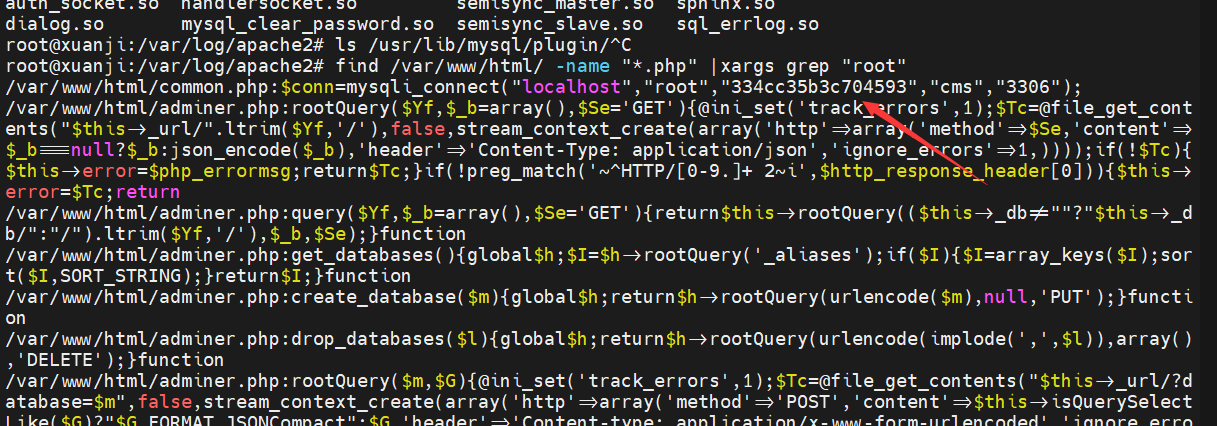 auth_socket.so  handlersocket.so         semisync_master.so  sphinx.so
dialog.so       mysql_clear_password.so  semisync_slave.so   sql_errlog.so
root@xuanji:/var/log/apache2# ls /usr/lib/mysql/plugin/^C
root@xuanji:/var/log/apache2# find /var/www/html/ -name "*.php" |xargs grep "root"
/var/www/html/common.php:$conn=mysqli_connect("localhost","root","334cc35b3c704593","cms","3306");
/var/www/html/adminer.php:rootQuery($Yf,$_b=array(),$Se='GET'){@ini_set('track_errors',1);$Tc=@file_get_cont
ents("$this->_url/".ltrim($Yf,'/'),false,stream_context_create(array('http'=>array('method'=>$Se,'content'=>
$_b===null?$_b:json_encode($_b),'header'=>'Content-Type: application/json','ignore_errors'=>1,))));if(!$Tc){
$this->error=$php_errormsg;return$Tc;}if(!preg_match('~^HTTP/[0-9.]+ 2~i',$http_response_header[0])){$this->
error=$Tc;return
/var/www/html/adminer.php:query($Yf,$_b=array(),$Se='GET'){return$this->rootQuery(($this->_db!=""?"$this->_d
b/":"/").ltrim($Yf,'/'),$_b,$Se);}function
/var/www/html/adminer.php:get_databases(){global$h;$I=$h->rootQuery('_aliases');if($I){$I=array_keys($I);sor
t($I,SORT_STRING);}return$I;}function
/var/www/html/adminer.php:create_database($m){global$h;return$h->rootQuery(urlencode($m),null,'PUT');}functi
on
/var/www/html/adminer.php:drop_databases($l){global$h;return$h->rootQuery(urlencode(implode(',',$l)),array()
,'DELETE');}function
/var/www/html/adminer.php:rootQuery($m,$G){@ini_set('track_errors',1);$Tc=@file_get_contents("$this->_url/?d
atabase=$m",false,stream_context_create(array('http'=>array('method'=>'POST','content'=>$this->isQuerySelect
Like($G)?"$G FORMAT JSONCompact":$G,'header'=>'Content-type: application/x-www-form-urlencoded','ignore_erro